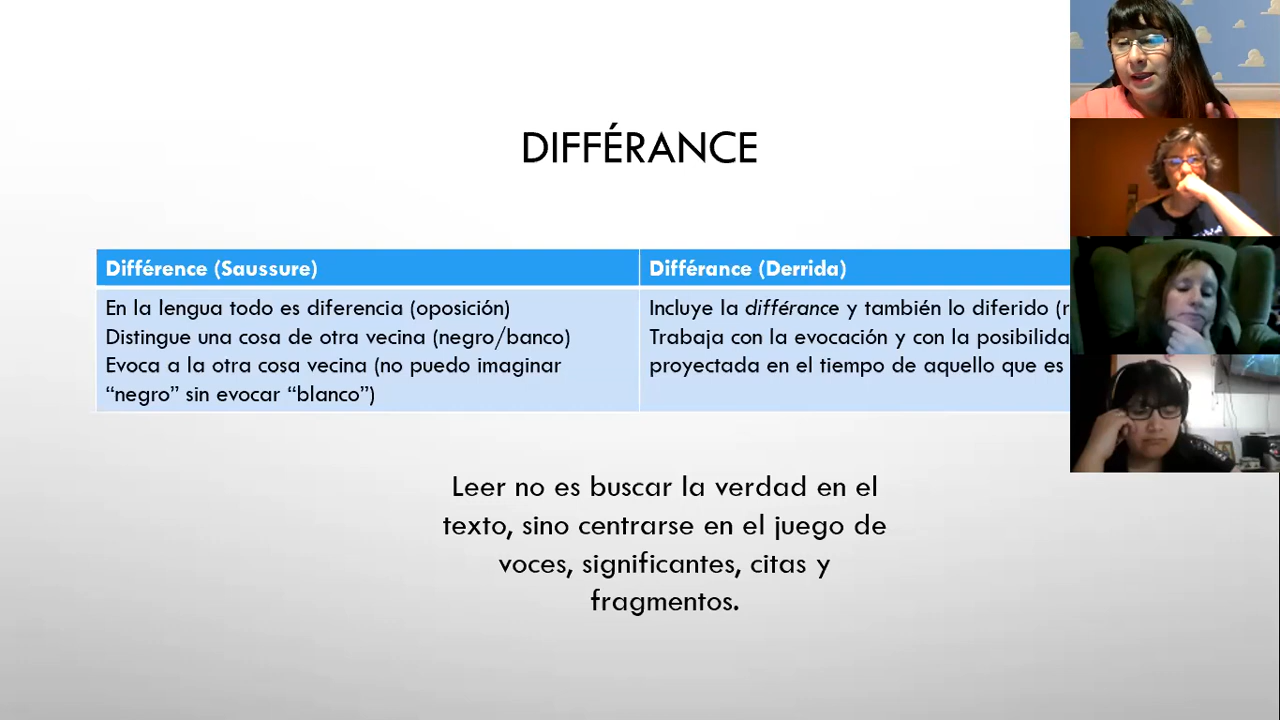 DIFFÉRANCE
Différence (Saussure)
Différance (Derrida)
En la lengua todo es diferencia (oposición)
Distingue una cosa de otra vecina (negro/banco)
Evoca a la otra cosa vecina (no puedo imaginar
“negro” sin evocar “blanco”)
Incluye la différance y también lo diferido (
Trabaja con la evocación y con la
proyectada en el tiempo de aquello que es
Leer no es buscar la verdad en el
texto, sino centrarse en el juego de
voces, significantes, citas y
fragmentos.